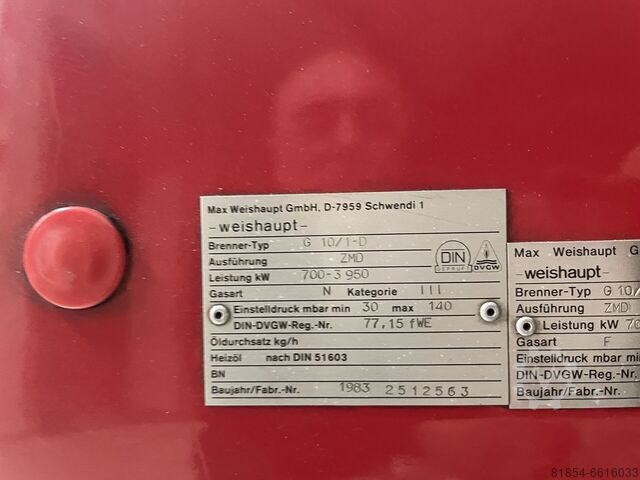 Max Weishaupt GmbH, D-7959 Schwendi 1
-weishaupt-
Brenner-Typ G 10/1-D
Ausführung ZMD
Leistung kW 700-3 950
Gasart N Kategorie III
Einstelldruck mbar min 30 max 140
DIN-DVGW-Reg.-Nr. 77,15 fWE
Öldurchsatz kg/h
Heizöl nach DIN 51603
BN
Baujahr/Fabr.-Nr. 1983 2512563
DIN
GEPRÜFT
DVGW
Max Weishaupt G
-weishaupt-
Brenner-Typ G 10/
Ausführung ZMD
Leistung kW 70
Gasart F
Einstelldruck mbar min
DIN-DVGW-Reg.-Nr.
Baujahr/Fabr.-Nr.
81854-6616033